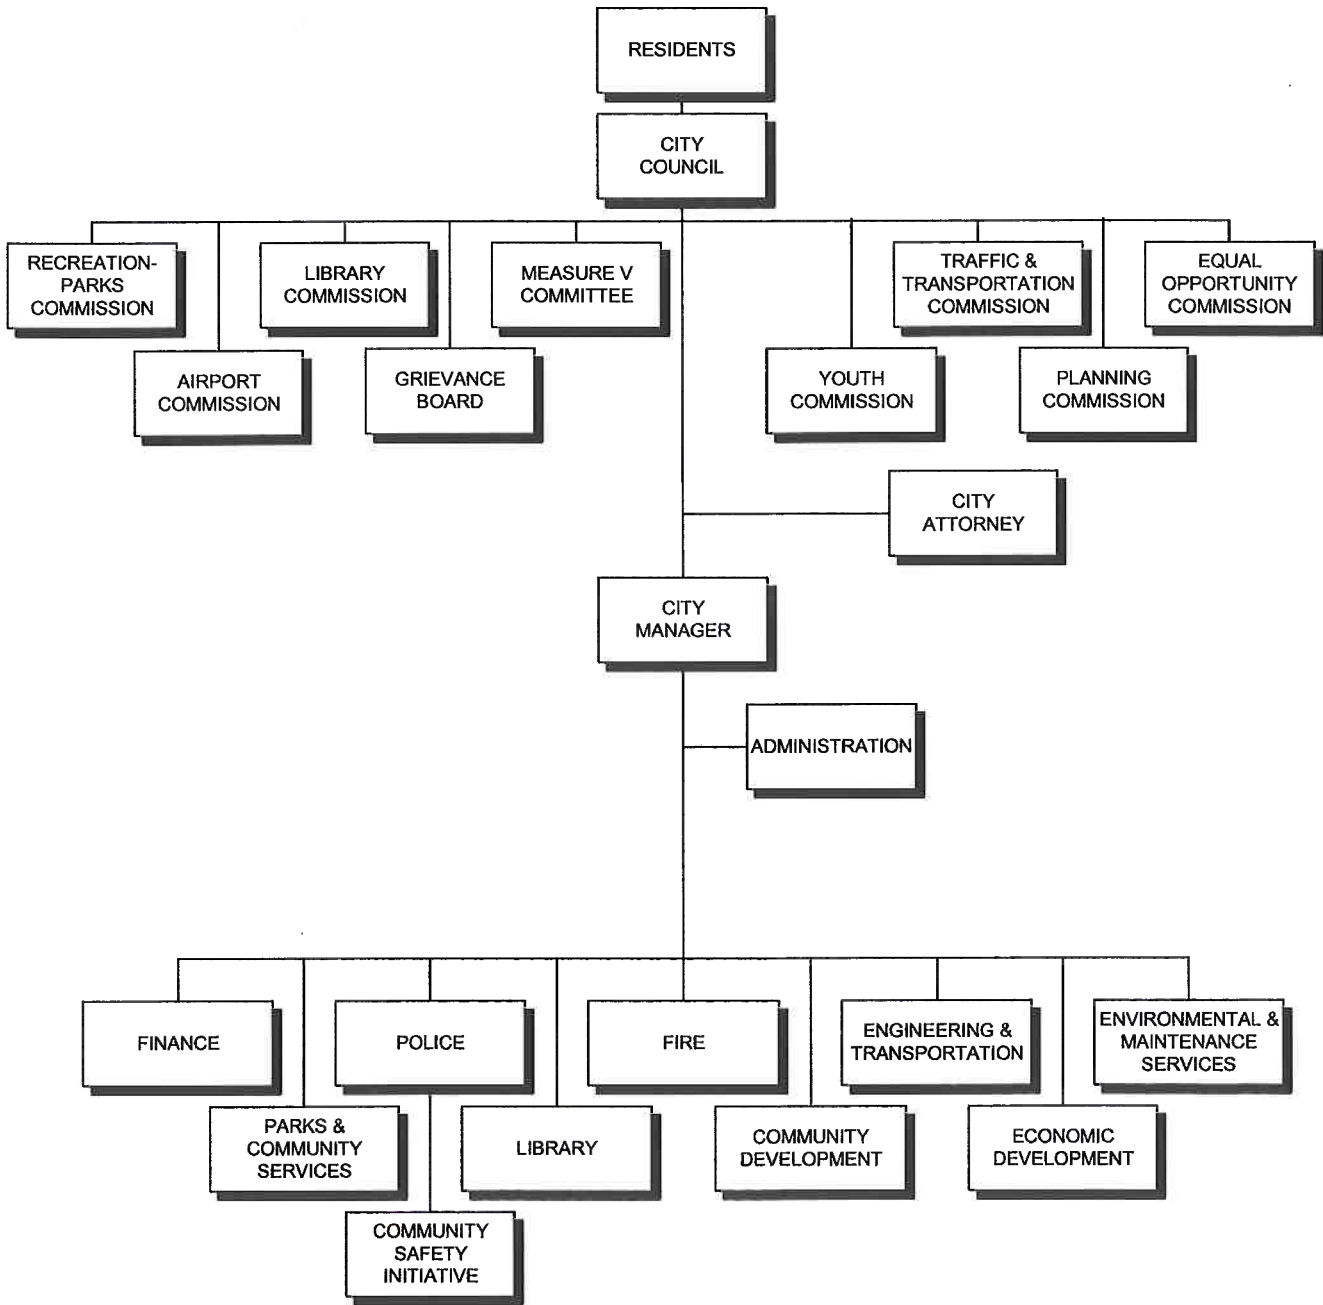 RESIDENTS
CITY
COUNCIL
RECREATION-
PARKS
COMMISSION
LIBRARY
COMMISSION
MEASURE V
COMMITTEE
TRAFFIC &
TRANSPORTATION
COMMISSION
EQUAL
OPPORTUNITY
COMMISSION
AIRPORT
COMMISSION
GRIEVANCE
BOARD
YOUTH
COMMISSION
PLANNING
COMMISSION
CITY
ATTORNEY
CITY
MANAGER
ADMINISTRATION
FINANCE
POLICE
FIRE
ENGINEERING &
TRANSPORTATION
ENVIRONMENTAL &
MAINTENANCE
SERVICES
PARKS &
COMMUNITY
SERVICES
LIBRARY
COMMUNITY
DEVELOPMENT
ECONOMIC
DEVELOPMENT
COMMUNITY
SAFETY
INITIATIVE